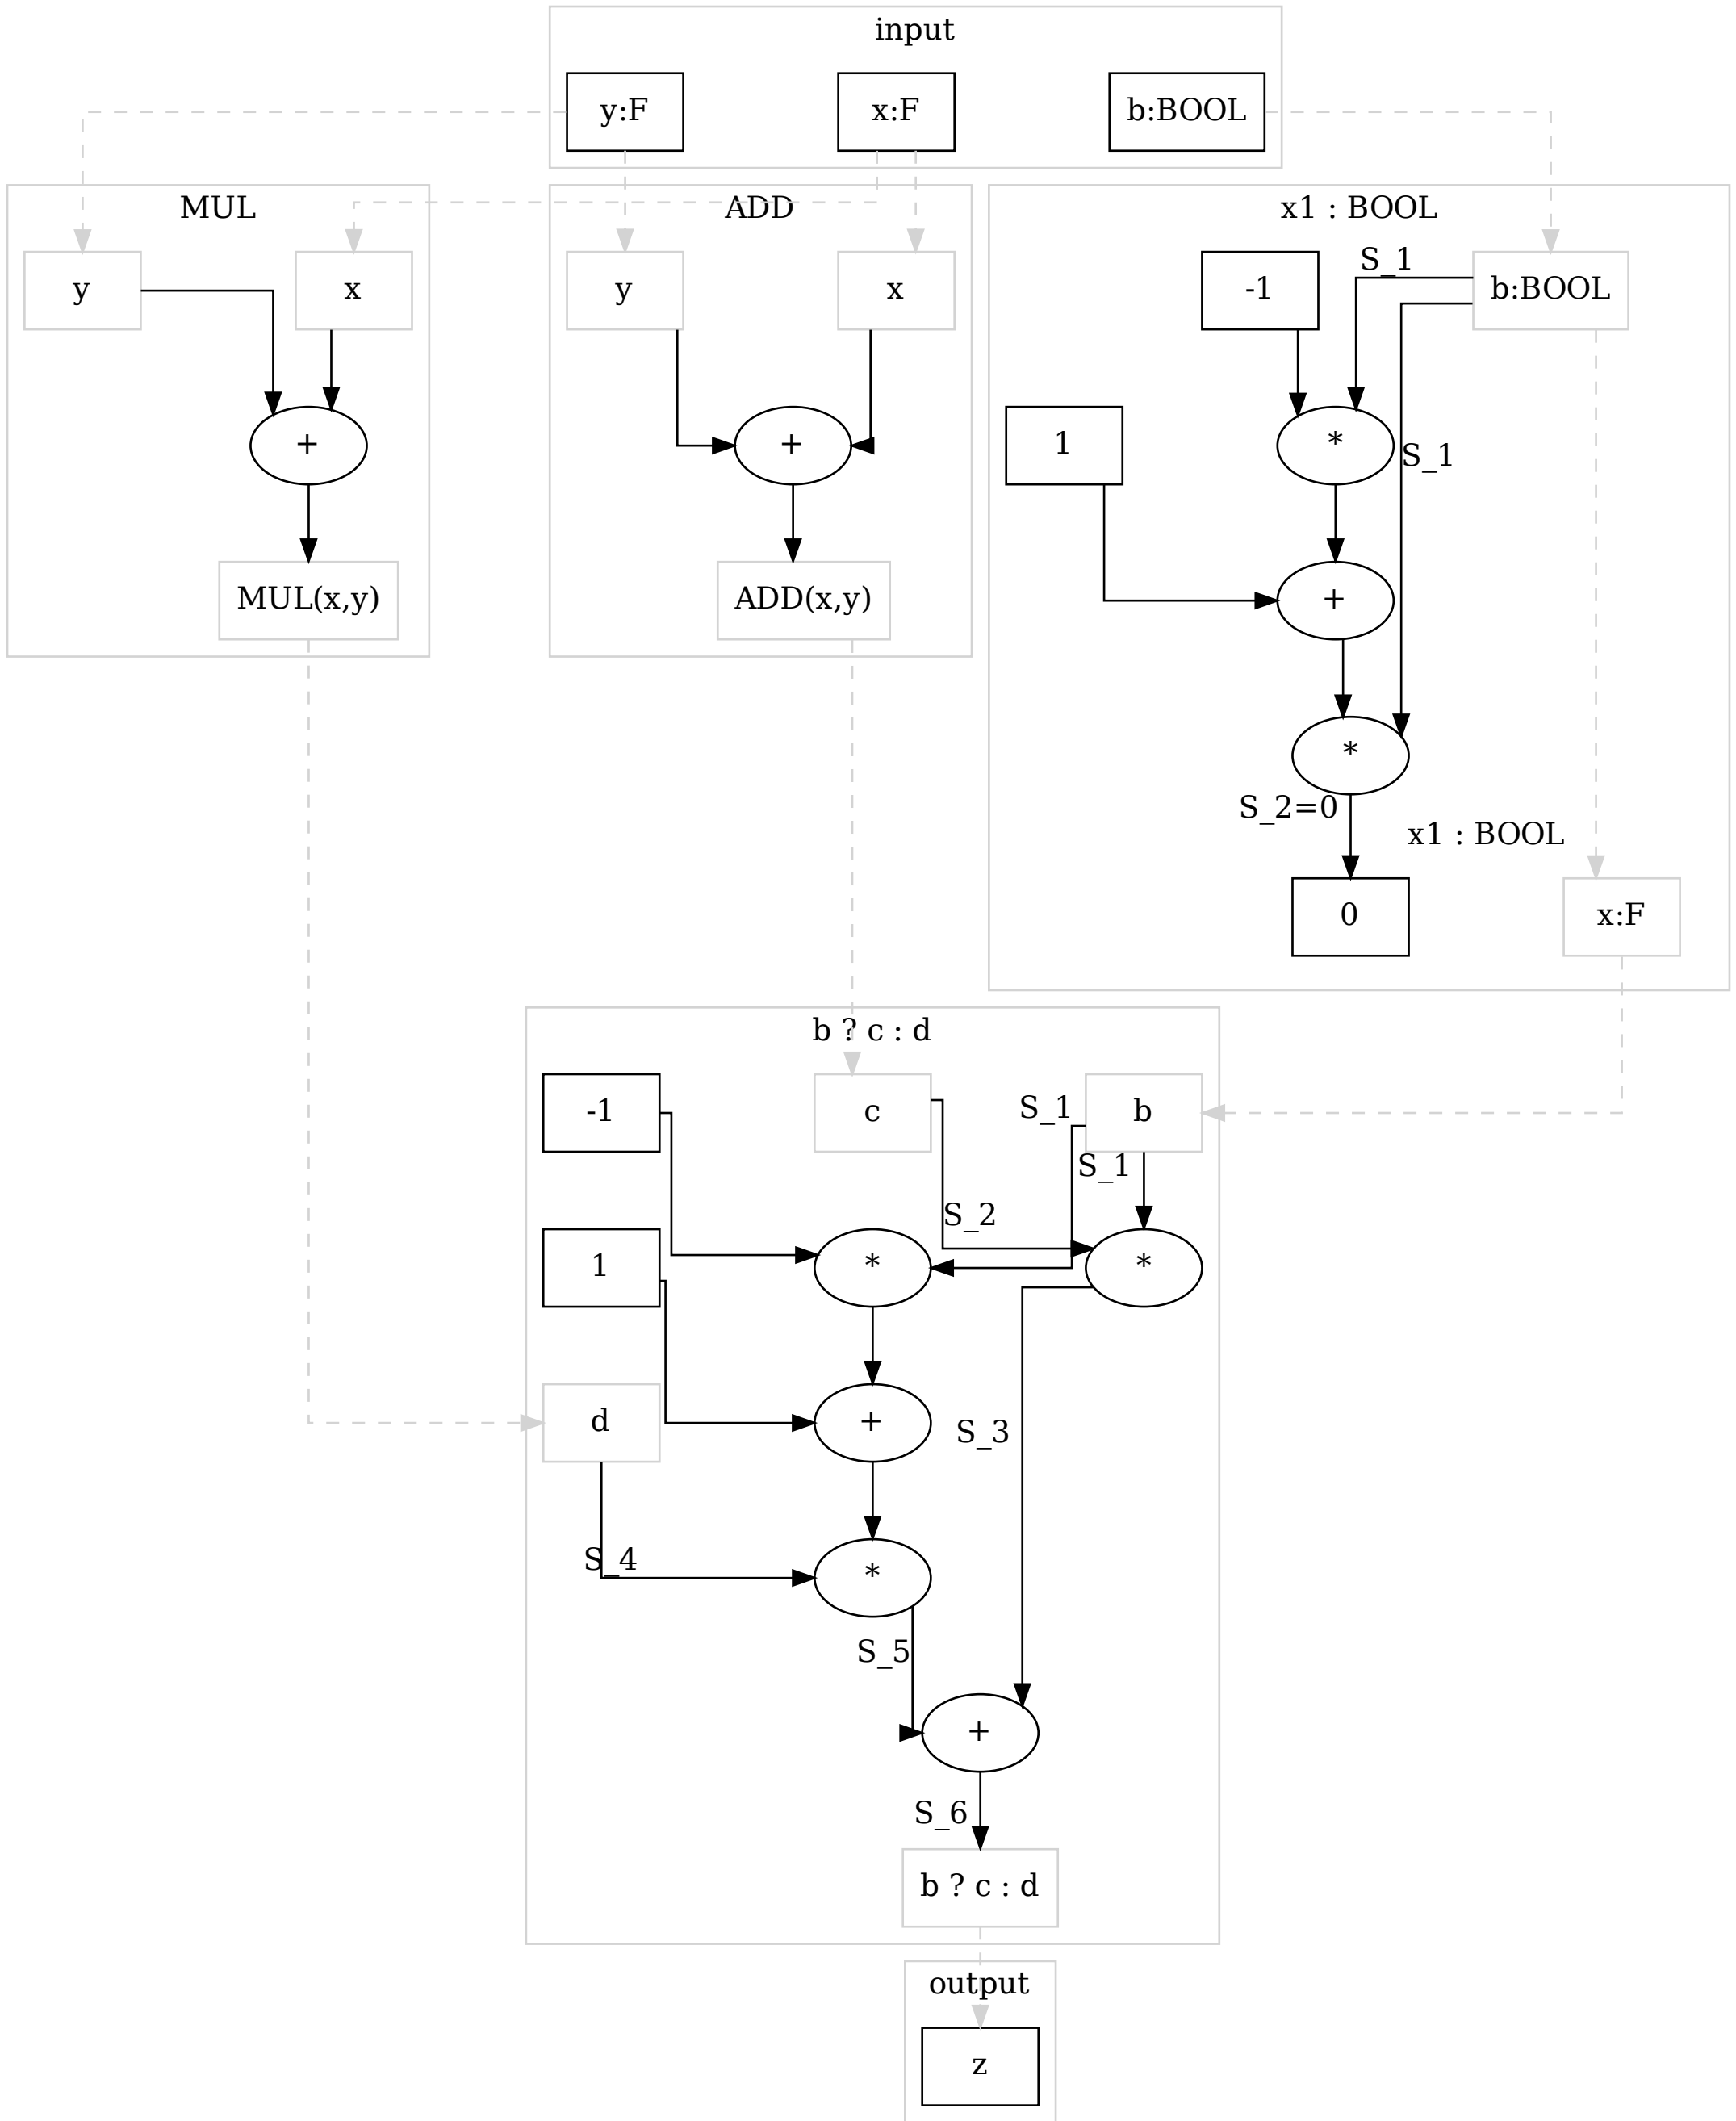 input
y:F
x:F
b:BOOL
MUL
ADD
x1 : BOOL
y
x
y
x
-1
S_1
b:BOOL
+
+
1
*
S_1
MUL(x,y)
ADD(x,y)
+
*
S_2=0
x1 : BOOL
0
x:F
b ? c : d
-1
c
S_1
b
S_1
S_2
1
*
*
d
+
S_3
S_4
*
S_5
+
S_6
b ? c : d
output
z